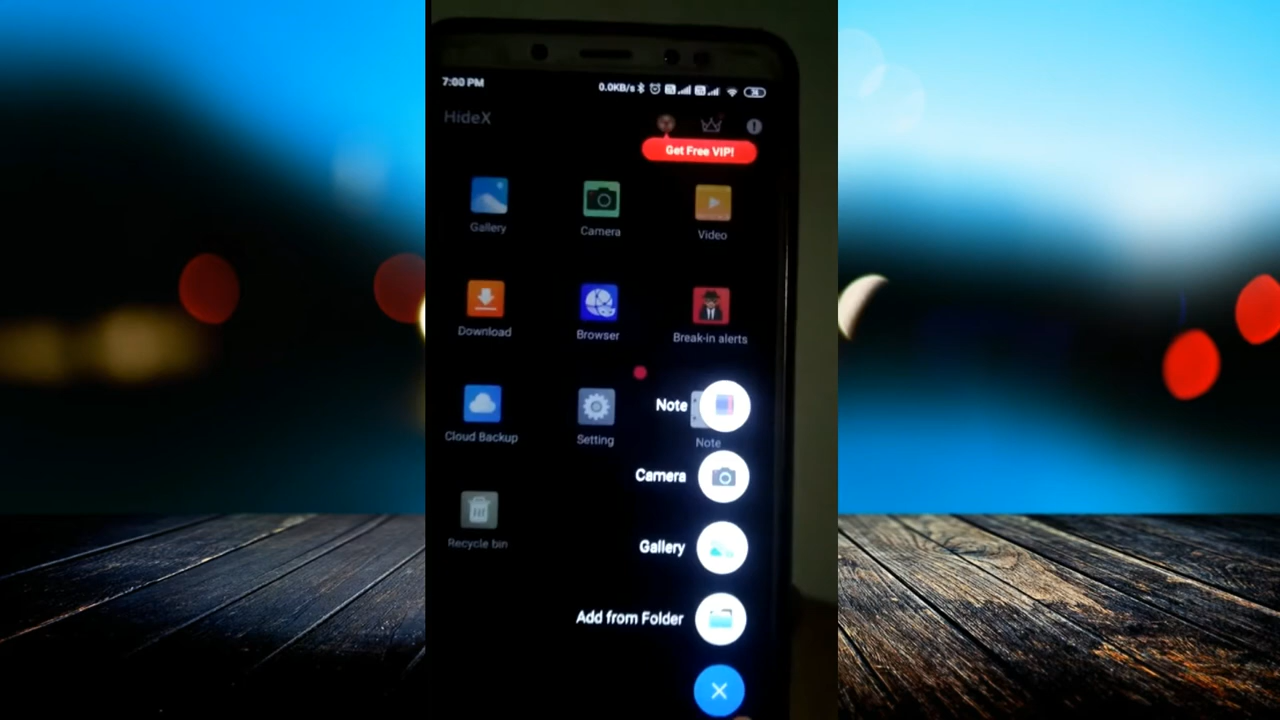 7:00 PM
0.0KB/s
HideX
Get Free VIP!
Gallery
Camera
Video
Download
Browser
Break-in alerts
Cloud Backup
Setting
Note
Note
Camera
Recycle bin
Gallery
Add from Folder